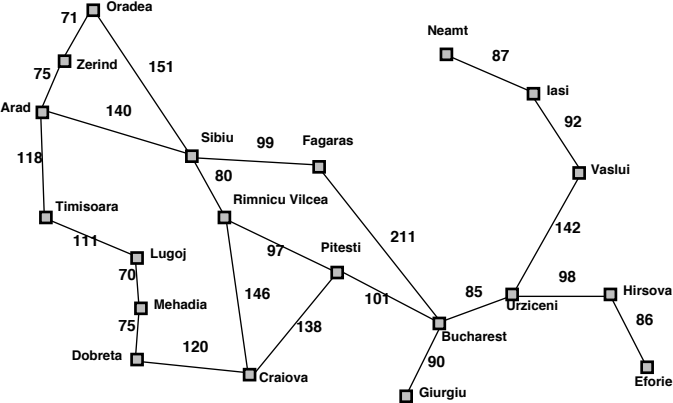 Oradea
71
Neamt
87
Zerind
151
75
Iasi
Arad
140
92
Sibiu
99
Fagaras
118
80
Vaslui
Rimnicu Vilcea
Timisoara
142
111
97
Pitesti
211
Lugoj
70
98
146
101
85
Hirsova
Mehadia
Urziceni
75
138
86
Bucharest
120
Dobreta
90
Craiova
Eforie
Giurgiu